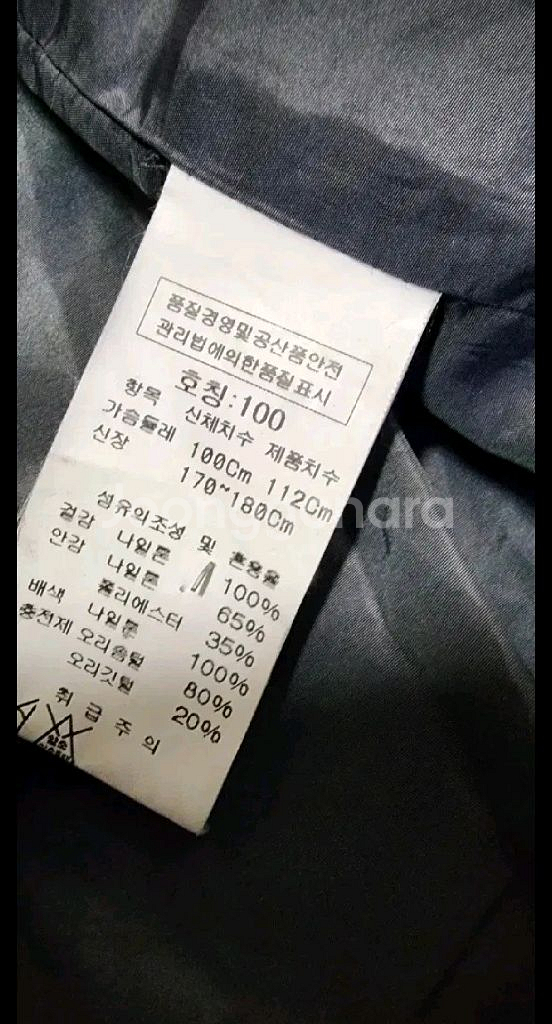 품질경영및공산품안전
관리법에의한품질표시
호칭:100
항목 신체치수 제품치수
가슴둘레 100Cm 112Cm
신장 170~180Cm
섬유의조성 및 혼용율
겉감 나일론 100%
안감 나일론 65%
폴리에스터 35%
배색 나일론 100%
충전제 오리솜털 80%
오리깃털 20%
취급주의
Joonggonara